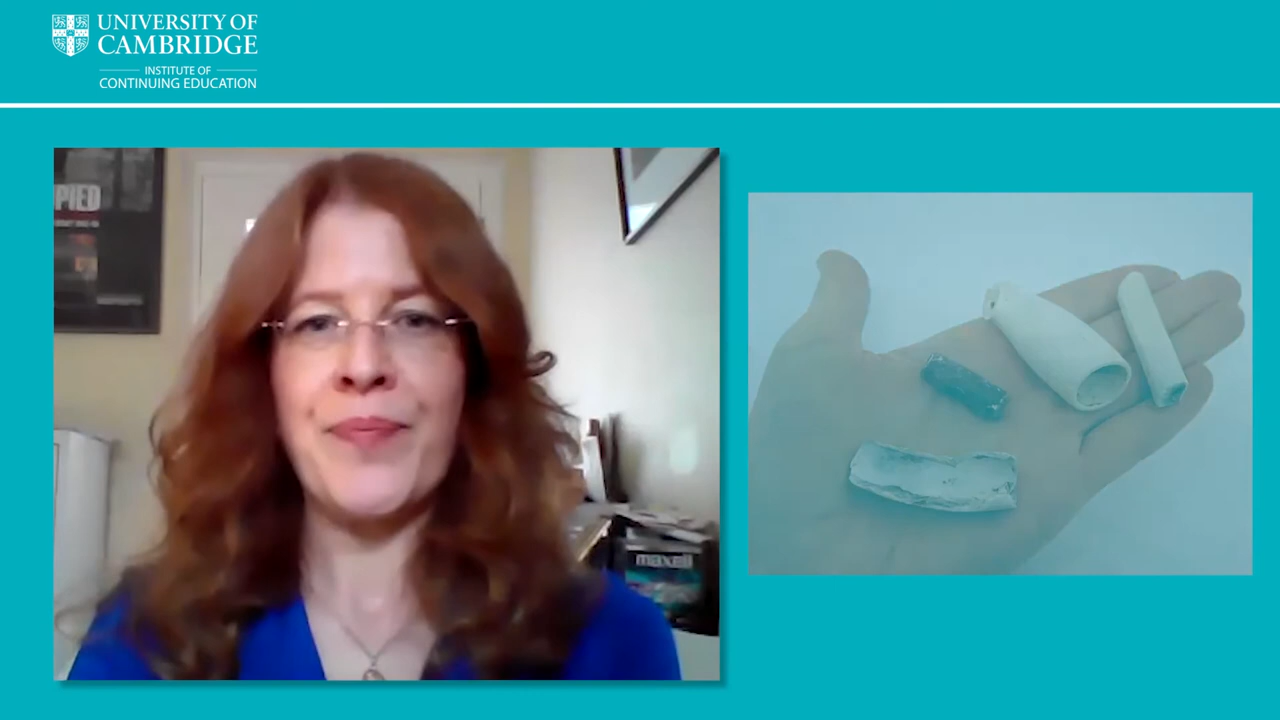 UNIVERSITY OF
CAMBRIDGE
INSTITUTE OF
CONTINUING EDUCATION
PIED
maxell